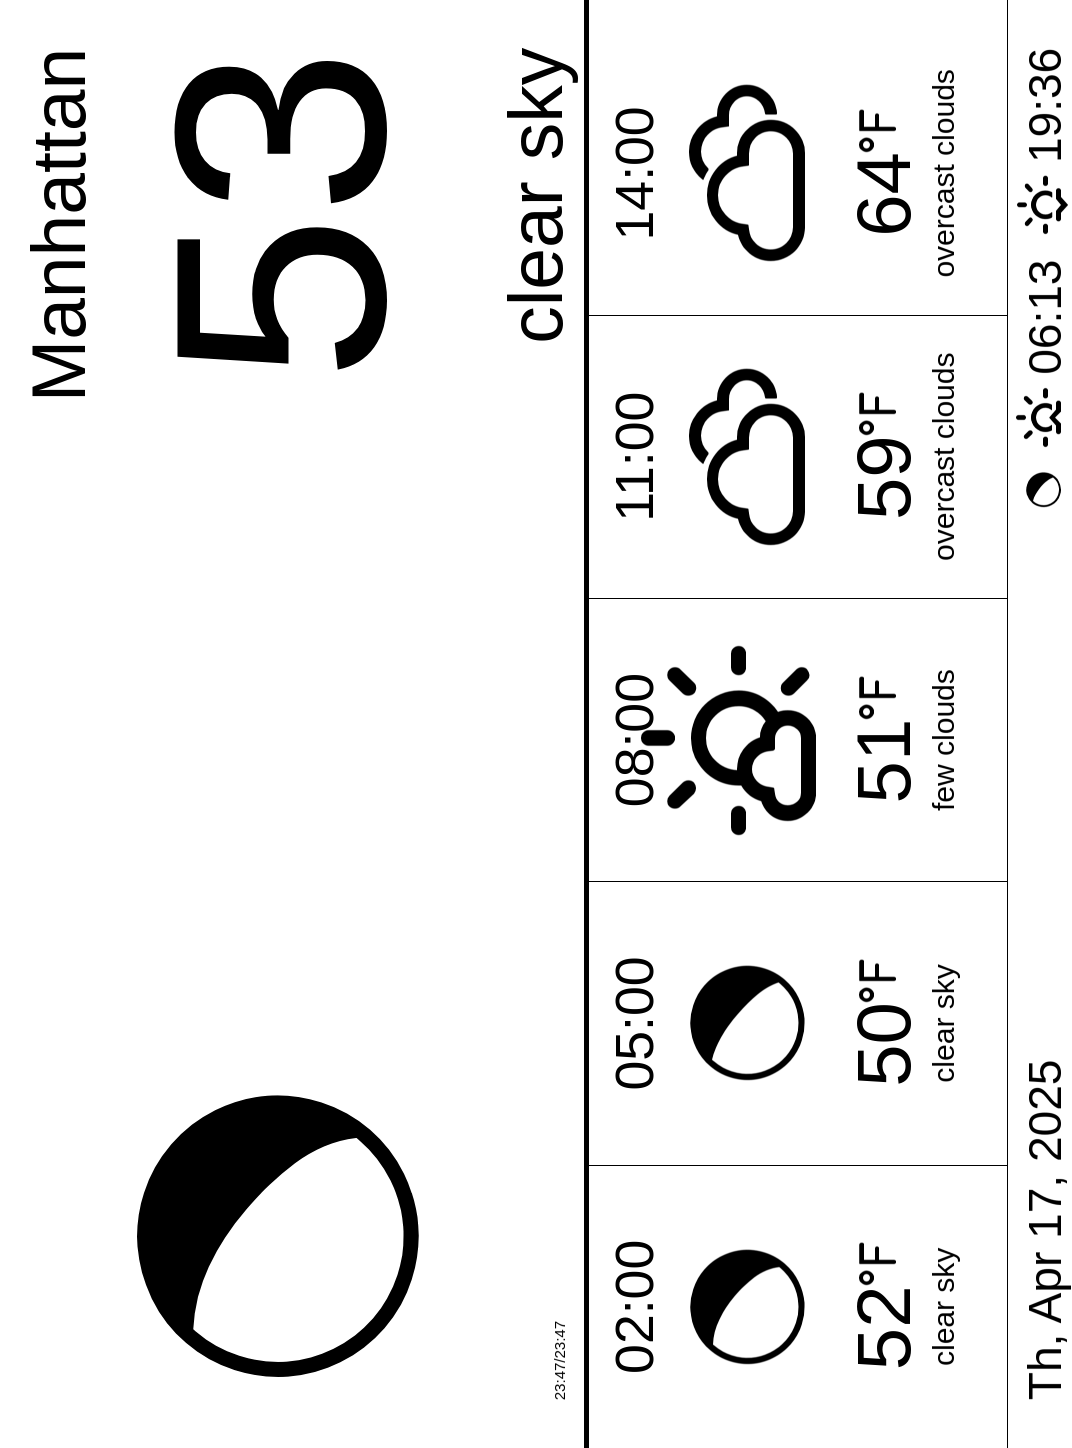 Manhattan
53
clear sky
23:47/23:47
02:00 05:00 08:00 11:00 14:00
52°F 50°F 51°F 59°F 64°F
clear sky clear sky few clouds overcast clouds overcast clouds
Th, Apr 17, 2025 06:13 19:36